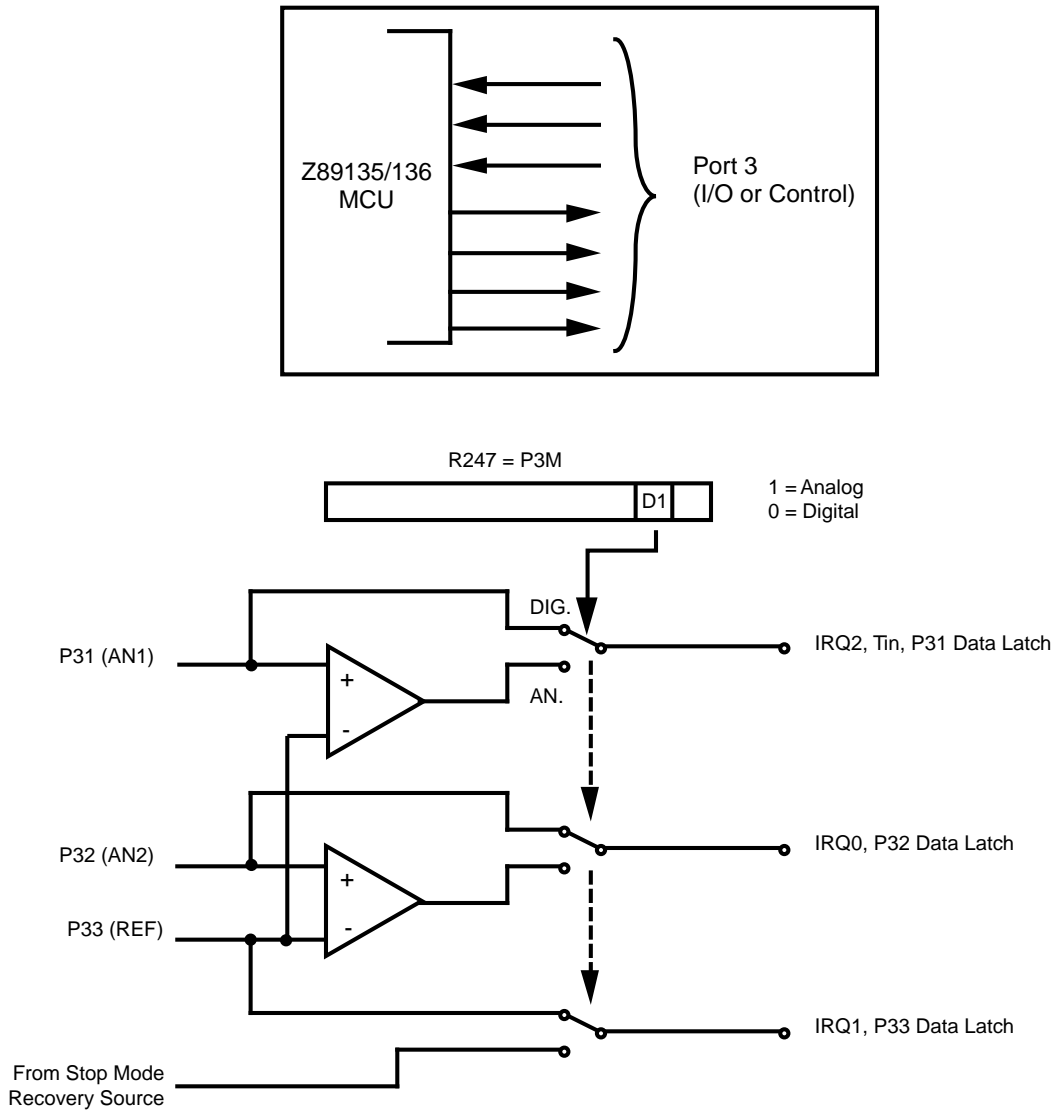 Z89135/136
MCU
Port 3
(I/O or Control)
R247 = P3M
D1
1 = Analog
0 = Digital
DIG.
P31 (AN1)
+
-
AN.
IRQ2, Tin, P31 Data Latch
P32 (AN2)
+
-
IRQ0, P32 Data Latch
P33 (REF)
IRQ1, P33 Data Latch
From Stop Mode
Recovery Source